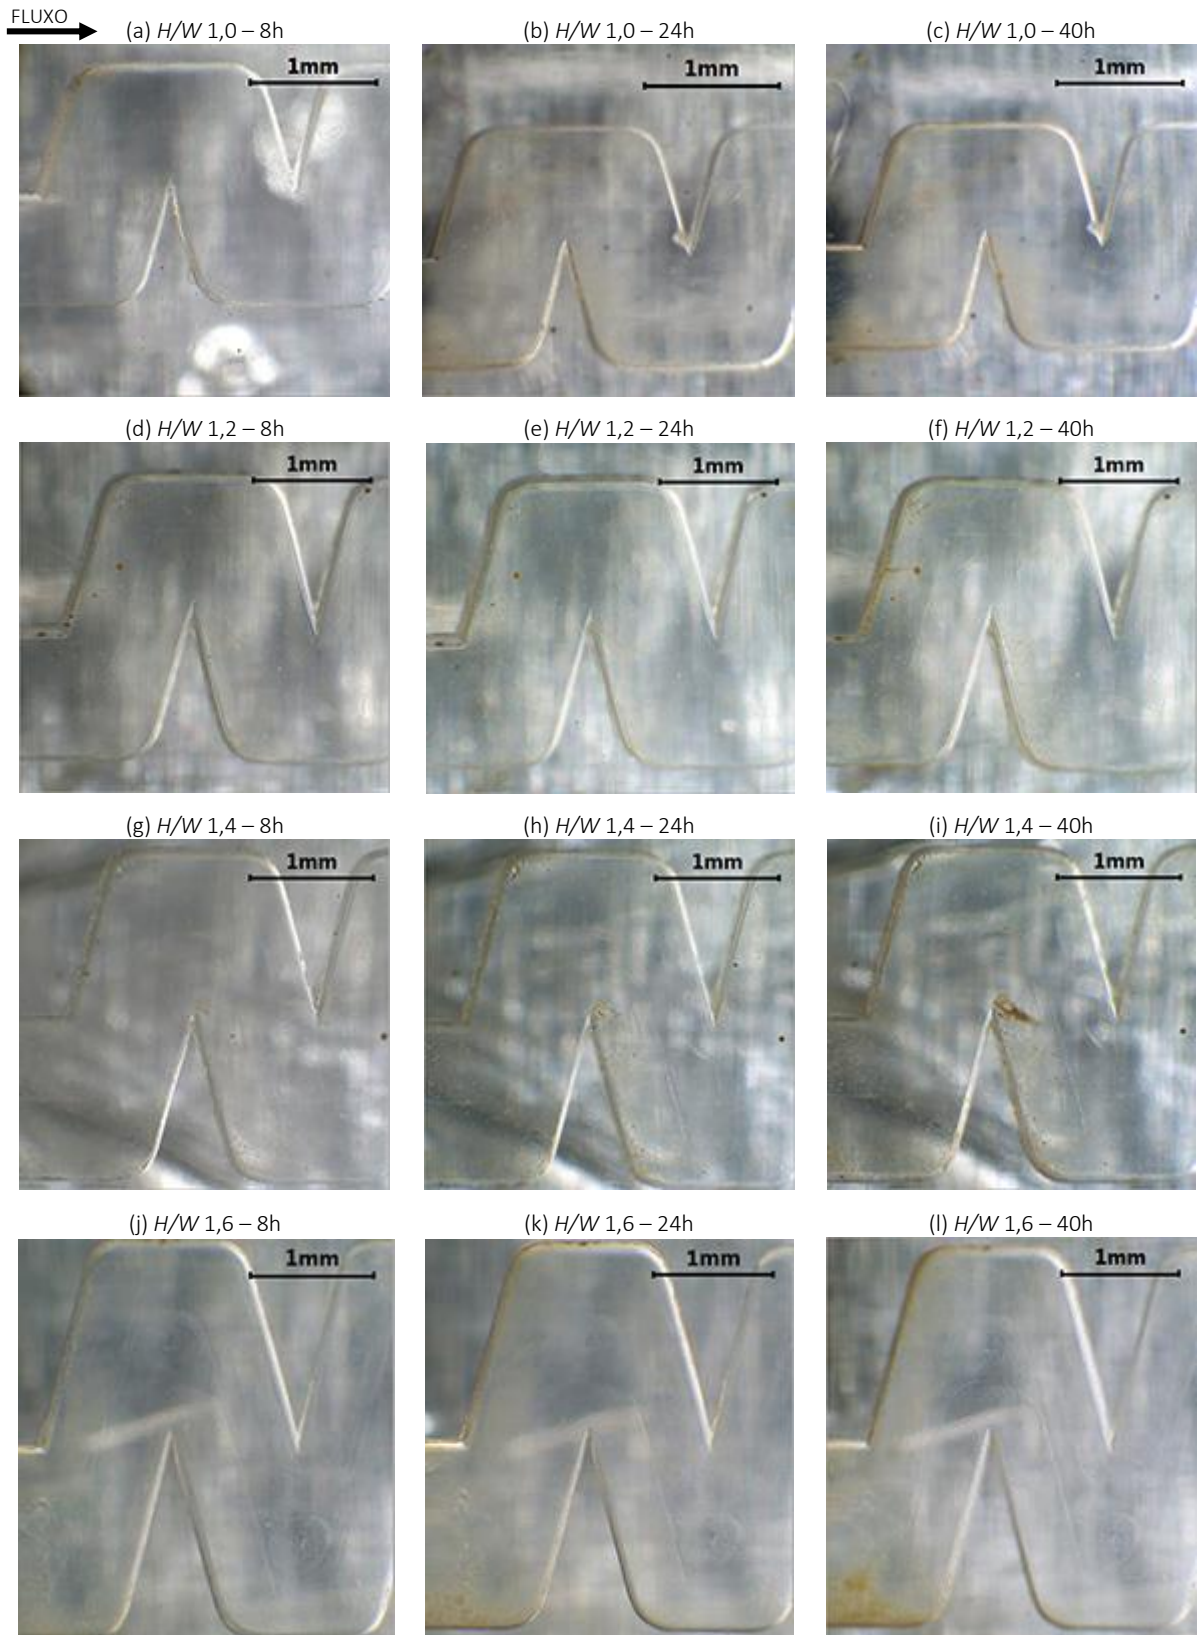 FLUXO
(a) H/W 1,0 – 8h
(b) H/W 1,0 – 24h
(c) H/W 1,0 – 40h
1mm
1mm
1mm
(d) H/W 1,2 – 8h
(e) H/W 1,2 – 24h
(f) H/W 1,2 – 40h
1mm
1mm
1mm
(g) H/W 1,4 – 8h
(h) H/W 1,4 – 24h
(i) H/W 1,4 – 40h
1mm
1mm
1mm
(j) H/W 1,6 – 8h
(k) H/W 1,6 – 24h
(l) H/W 1,6 – 40h
1mm
1mm
1mm